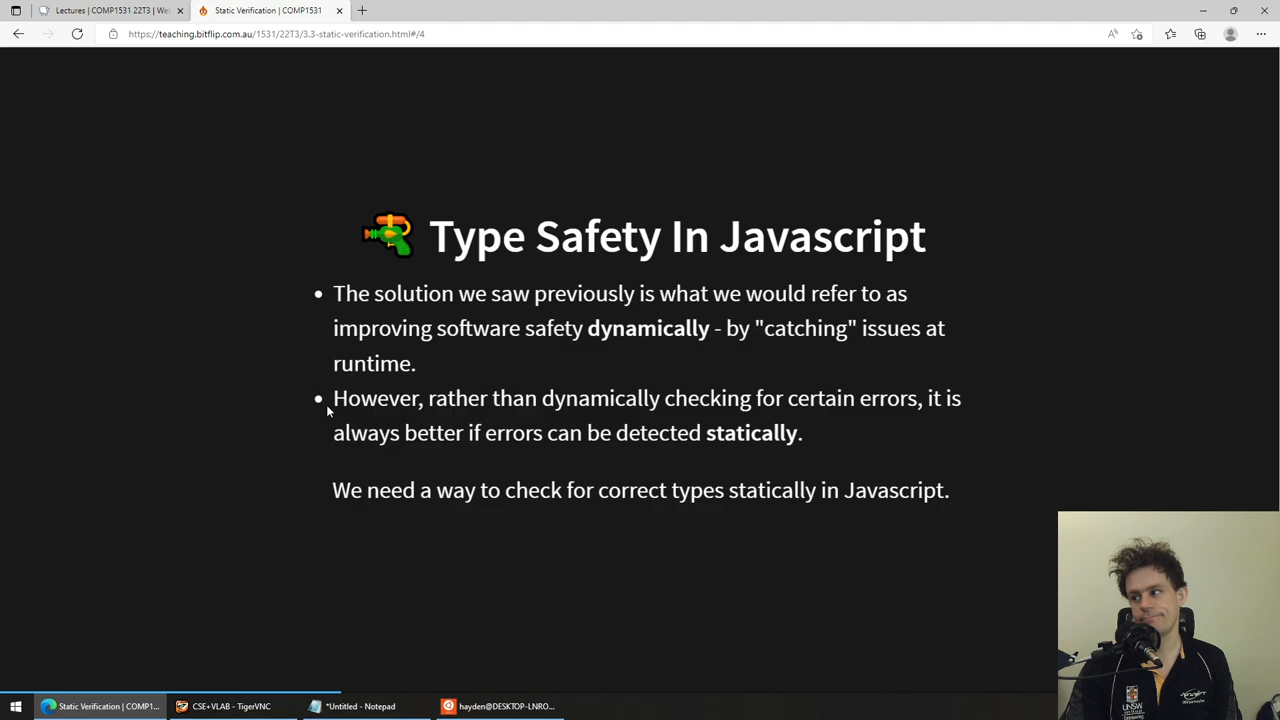 Lectures | COMP1531 22T3 | We
Static Verification | COMP1531
https://teaching.bitflip.com.au/1531/22T3/3.3-static-verification.html#/4
Type Safety In Javascript
The solution we saw previously is what we would refer to as
improving software safety dynamically - by "catching" issues at
runtime.
However, rather than dynamically checking for certain errors, it is
always better if errors can be detected statically.
We need a way to check for correct types statically in Javascript.
UNSW
Static Verification | COMP1...
CSE+VLAB - TigerVNC
*Untitled - Notepad
hayden@DESKTOP-LNRO...